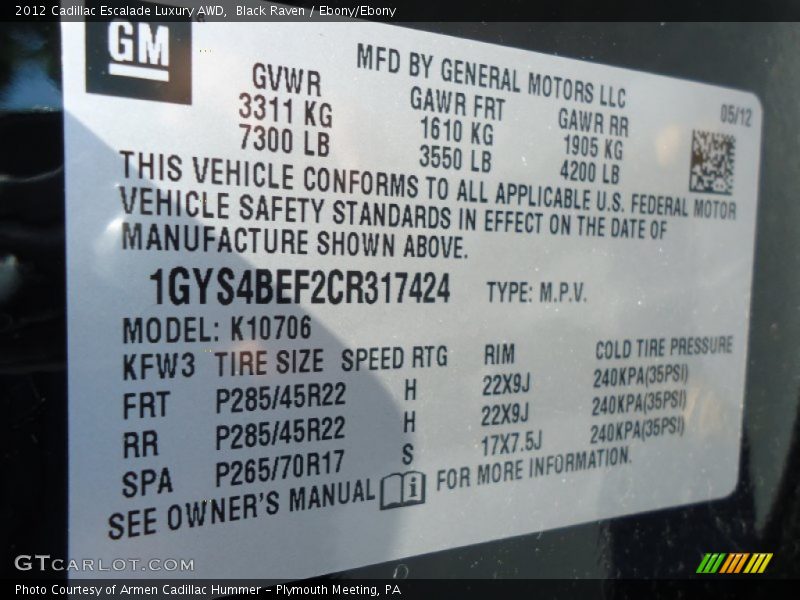 2012 Cadillac Escalade Luxury AWD, Black Raven / Ebony/Ebony
GM
MFD BY GENERAL MOTORS LLC
05/12
GVWR GAWR FRT GAWR RR
3311 KG 1610 KG 1905 KG
7300 LB 3550 LB 4200 LB
THIS VEHICLE CONFORMS TO ALL APPLICABLE U.S. FEDERAL MOTOR
VEHICLE SAFETY STANDARDS IN EFFECT ON THE DATE OF
MANUFACTURE SHOWN ABOVE.
1GYS4BEF2CR317424 TYPE: M.P.V.
MODEL: K10706
KFW3 TIRE SIZE SPEED RTG RIM COLD TIRE PRESSURE
FRT P285/45R22 H 22X9J 240KPA(35PSI)
RR P285/45R22 H 22X9J 240KPA(35PSI)
SPA P265/70R17 S 17X7.5J 240KPA(35PSI)
SEE OWNER'S MANUAL i FOR MORE INFORMATION.
GTCARLOT.COM
Photo Courtesy of Armen Cadillac Hummer - Plymouth Meeting, PA